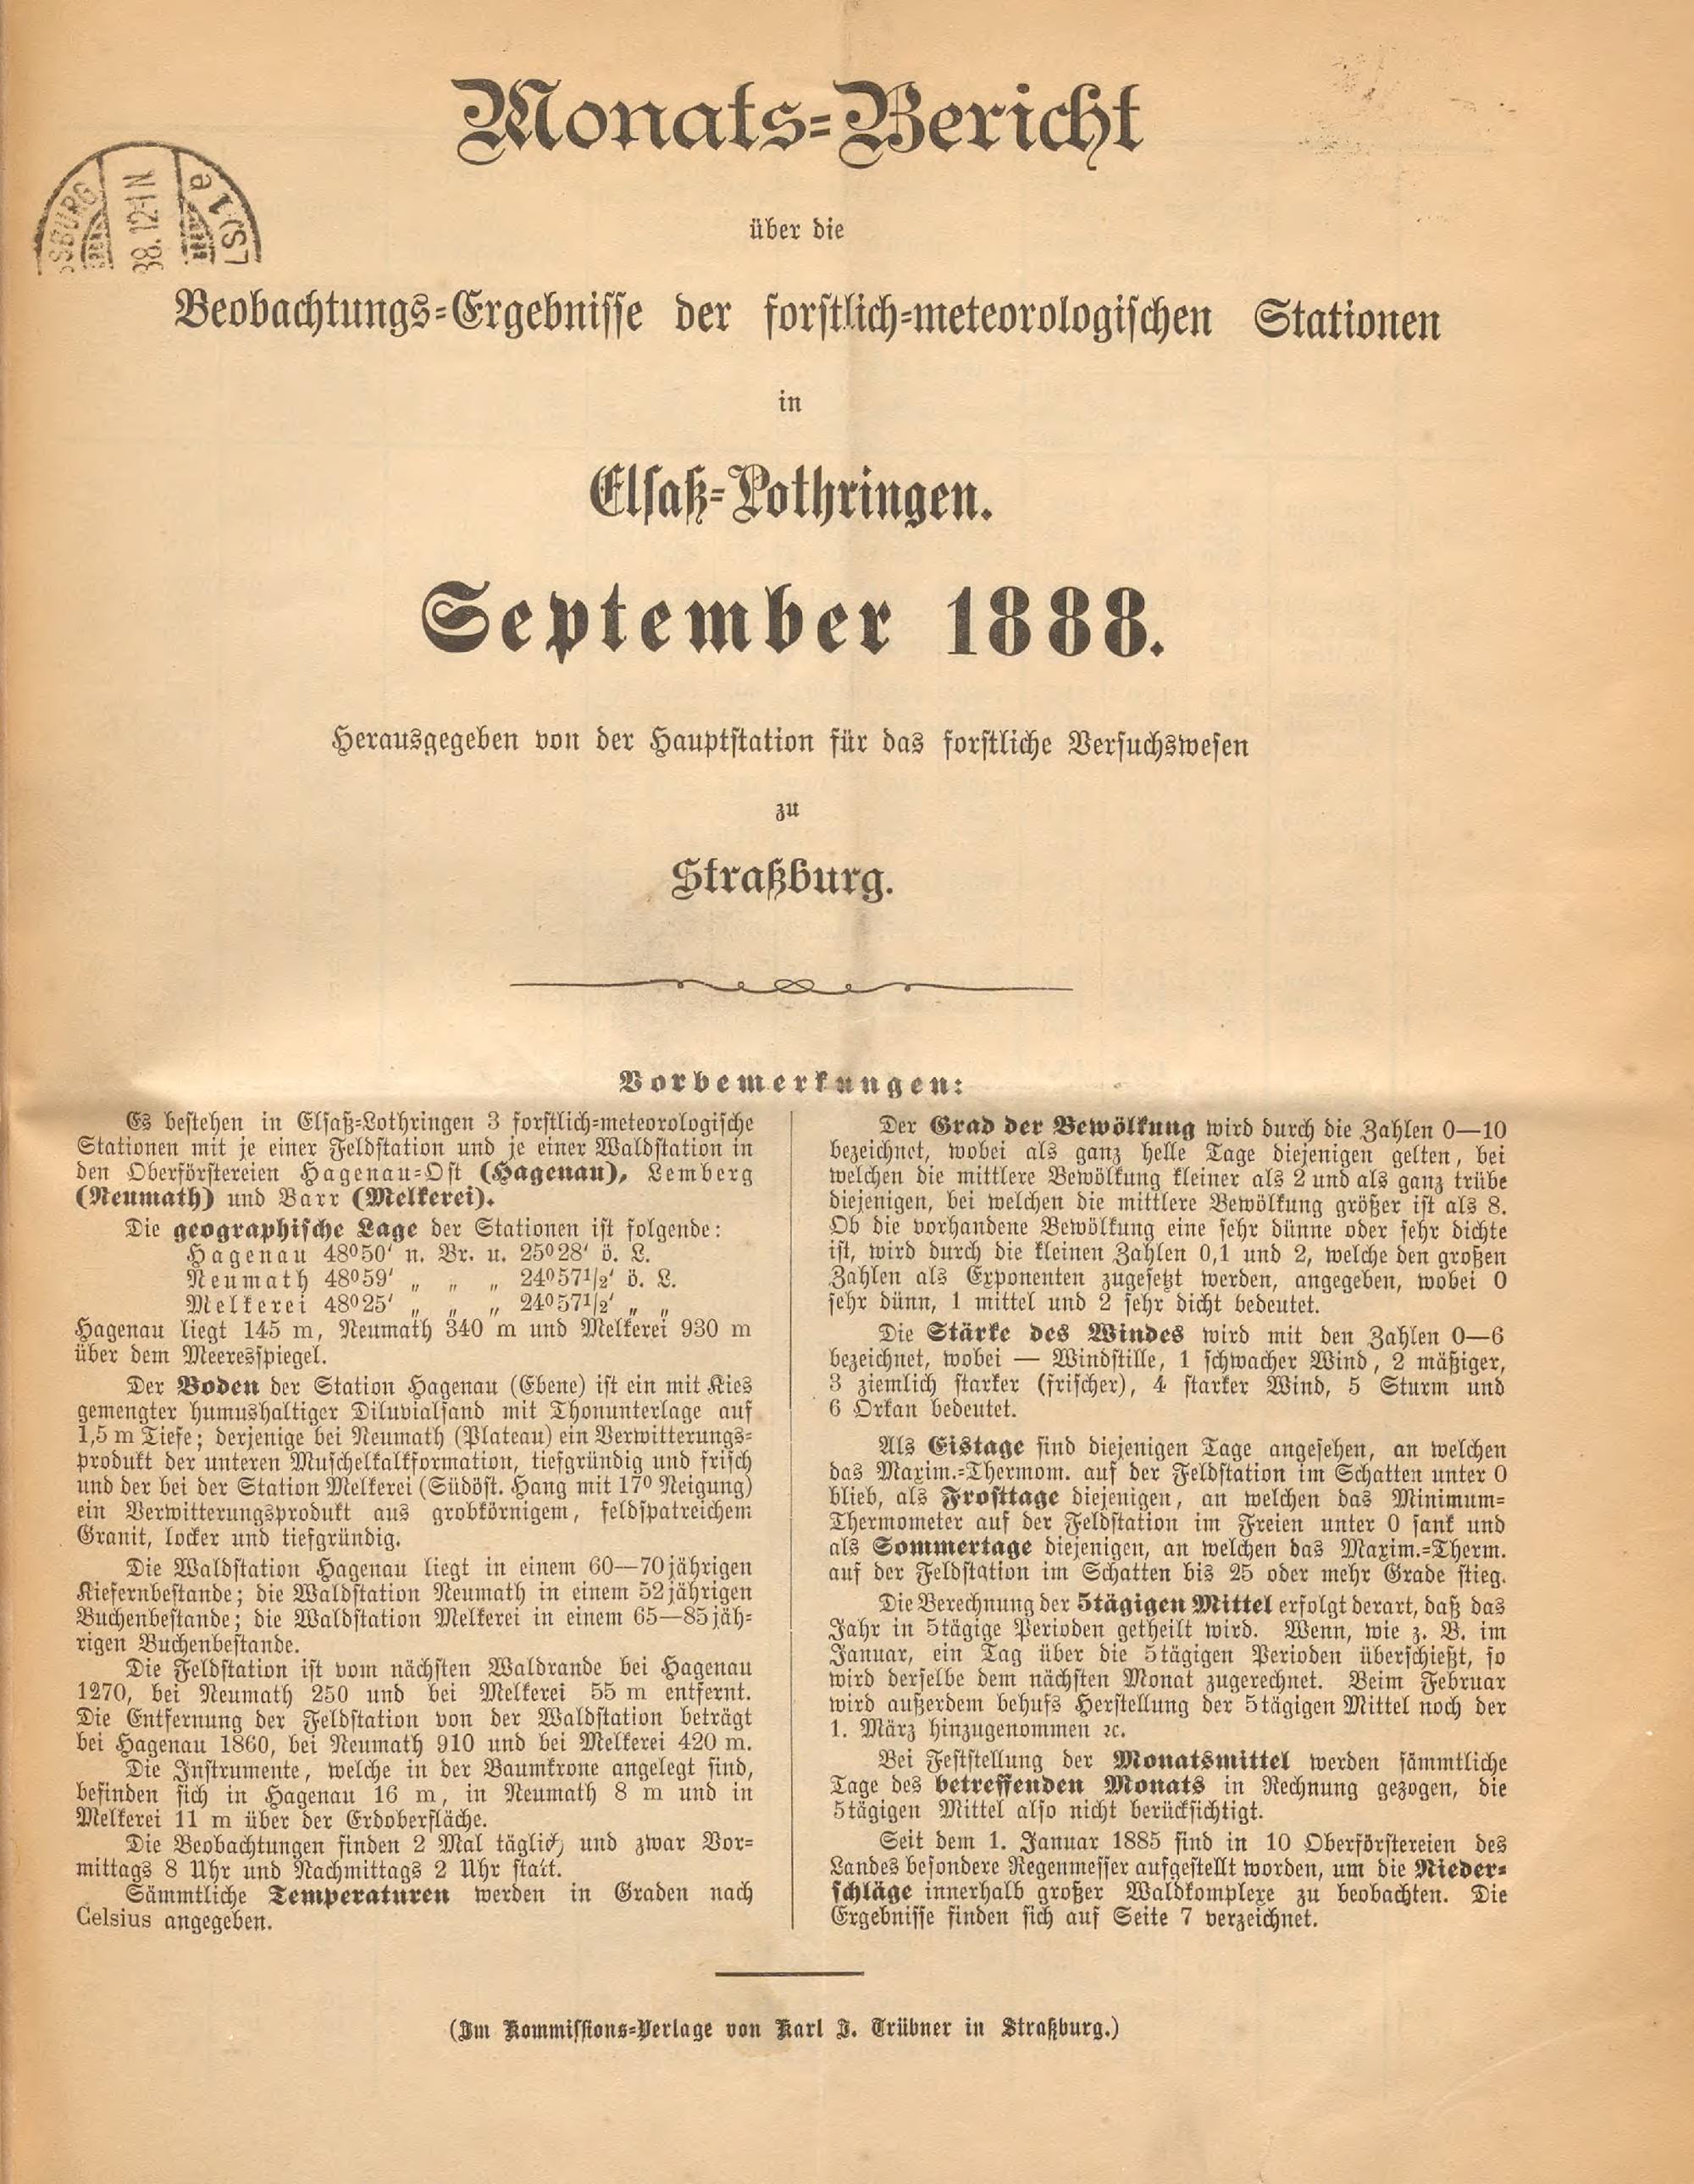 Monats-Bericht
SBURG
88. 12-1 N
(ELS) 1 e
über die
Beobachtungs-Ergebnisse der forstlich-meteorologischen Stationen
in
Elsaß-Lothringen.
September 1888.
Herausgegeben von der Hauptstation für das forstliche Versuchswesen
zu
Straßburg.
Vorbemerkungen:
Es bestehen in Elsaß-Lothringen 3 forstlich-meteorologische
Stationen mit je einer Feldstation und je einer Waldstation in
den Oberförstereien Hagenau-Ost (Hagenau), Lemberg
(Neumath) und Barr (Melkerei).
Die geographische Lage der Stationen ist folgende:
Hagenau 48°50′ n. Br. u. 25°28′ ö. L.
Neumath 48°59′ „ „ „ 24°57½′ ö. L.
Melkerei 48°25′ „ „ „ 24°57½′ „ „
Hagenau liegt 145 m, Neumath 340 m und Melkerei 930 m
über dem Meeresspiegel.
Der Boden der Station Hagenau (Ebene) ist ein mit Kies
gemengter humushaltiger Diluvialsand mit Thonunterlage auf
1,5 m Tiefe; derjenige bei Neumath (Plateau) ein Verwitterungs-
produkt der unteren Muschelkalkformation, tiefgründig und frisch
und der bei der Station Melkerei (Südöst. Hang mit 17° Neigung)
ein Verwitterungsprodukt aus grobkörnigem, feldspatreichem
Granit, locker und tiefgründig.
Die Waldstation Hagenau liegt in einem 60—70jährigen
Kiefernbestande; die Waldstation Neumath in einem 52jährigen
Buchenbestande; die Waldstation Melkerei in einem 65—85jäh-
rigen Buchenbestande.
Die Feldstation ist vom nächsten Waldrande bei Hagenau
1270, bei Neumath 250 und bei Melkerei 55 m entfernt.
Die Entfernung der Feldstation von der Waldstation beträgt
bei Hagenau 1860, bei Neumath 910 und bei Melkerei 420 m.
Die Instrumente, welche in der Baumkrone angelegt sind,
befinden sich in Hagenau 16 m, in Neumath 8 m und in
Melkerei 11 m über der Erdoberfläche.
Die Beobachtungen finden 2 Mal täglich und zwar Vor-
mittags 8 Uhr und Nachmittags 2 Uhr statt.
Sämmtliche Temperaturen werden in Graden nach
Celsius angegeben.
Der Grad der Bewölkung wird durch die Zahlen 0—10
bezeichnet, wobei als ganz helle Tage diejenigen gelten, bei
welchen die mittlere Bewölkung kleiner als 2 und als ganz trübe
diejenigen, bei welchen die mittlere Bewölkung größer ist als 8.
Ob die vorhandene Bewölkung eine sehr dünne oder sehr dichte
ist, wird durch die kleinen Zahlen 0,1 und 2, welche den großen
Zahlen als Exponenten zugesetzt werden, angegeben, wobei 0
sehr dünn, 1 mittel und 2 sehr dicht bedeutet.
Die Stärke des Windes wird mit den Zahlen 0—6
bezeichnet, wobei — Windstille, 1 schwacher Wind, 2 mäßiger,
3 ziemlich starker (frischer), 4 starker Wind, 5 Sturm und
6 Orkan bedeutet.
Als Eistage sind diejenigen Tage angesehen, an welchen
das Maxim.-Thermom. auf der Feldstation im Schatten unter 0
blieb, als Frosttage diejenigen, an welchen das Minimum-
Thermometer auf der Feldstation im Freien unter 0 sank und
als Sommertage diejenigen, an welchen das Maxim.-Therm.
auf der Feldstation im Schatten bis 25 oder mehr Grade stieg.
Die Berechnung der 5tägigen Mittel erfolgt derart, daß das
Jahr in 5tägige Perioden getheilt wird. Wenn, wie z. B. im
Januar, ein Tag über die 5tägigen Perioden überschießt, so
wird derselbe dem nächsten Monat zugerechnet. Beim Februar
wird außerdem behufs Herstellung der 5tägigen Mittel noch der
1. März hinzugenommen ꝛc.
Bei Feststellung der Monatsmittel werden sämmtliche
Tage des betreffenden Monats in Rechnung gezogen, die
5tägigen Mittel also nicht berücksichtigt.
Seit dem 1. Januar 1885 sind in 10 Oberförstereien des
Landes besondere Regenmesser aufgestellt worden, um die Nieder-
schläge innerhalb großer Waldkomplexe zu beobachten. Die
Ergebnisse finden sich auf Seite 7 verzeichnet.
(Im Kommissions-Verlage von Karl J. Trübner in Straßburg.)